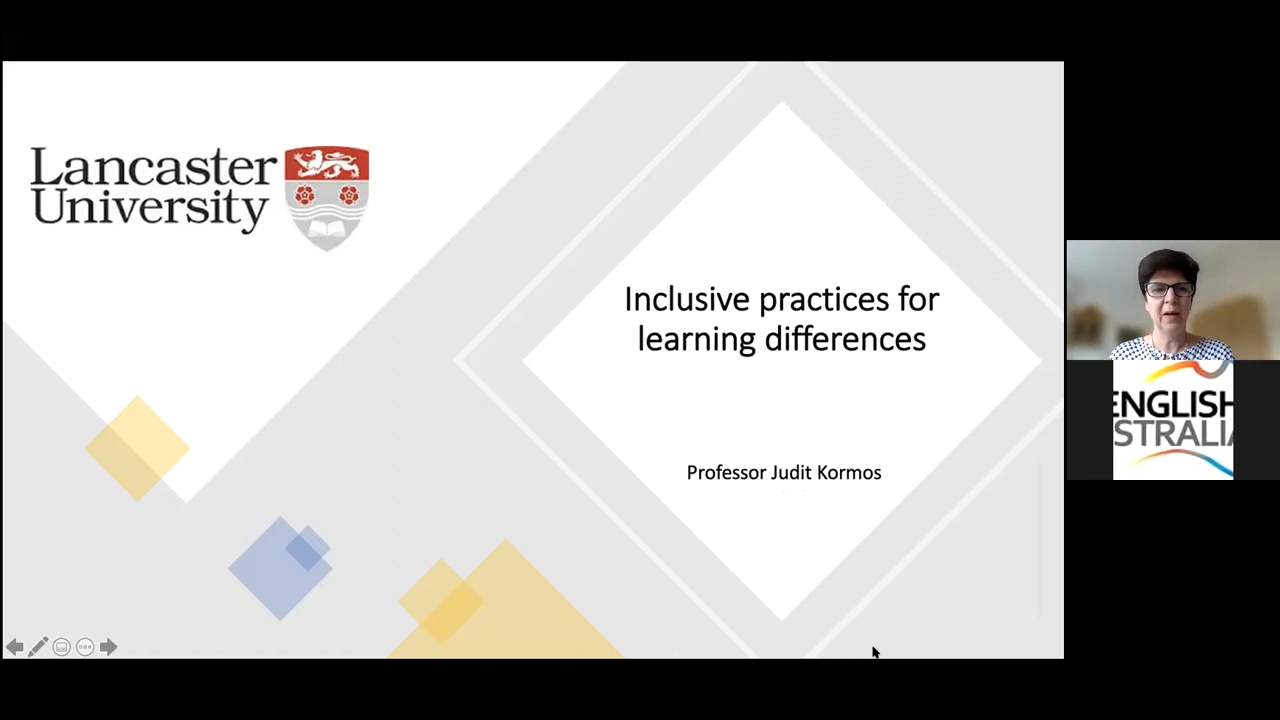 Lancaster
University
Inclusive practices for
learning differences
Professor Judit Kormos
ENGLISH
STRALIA